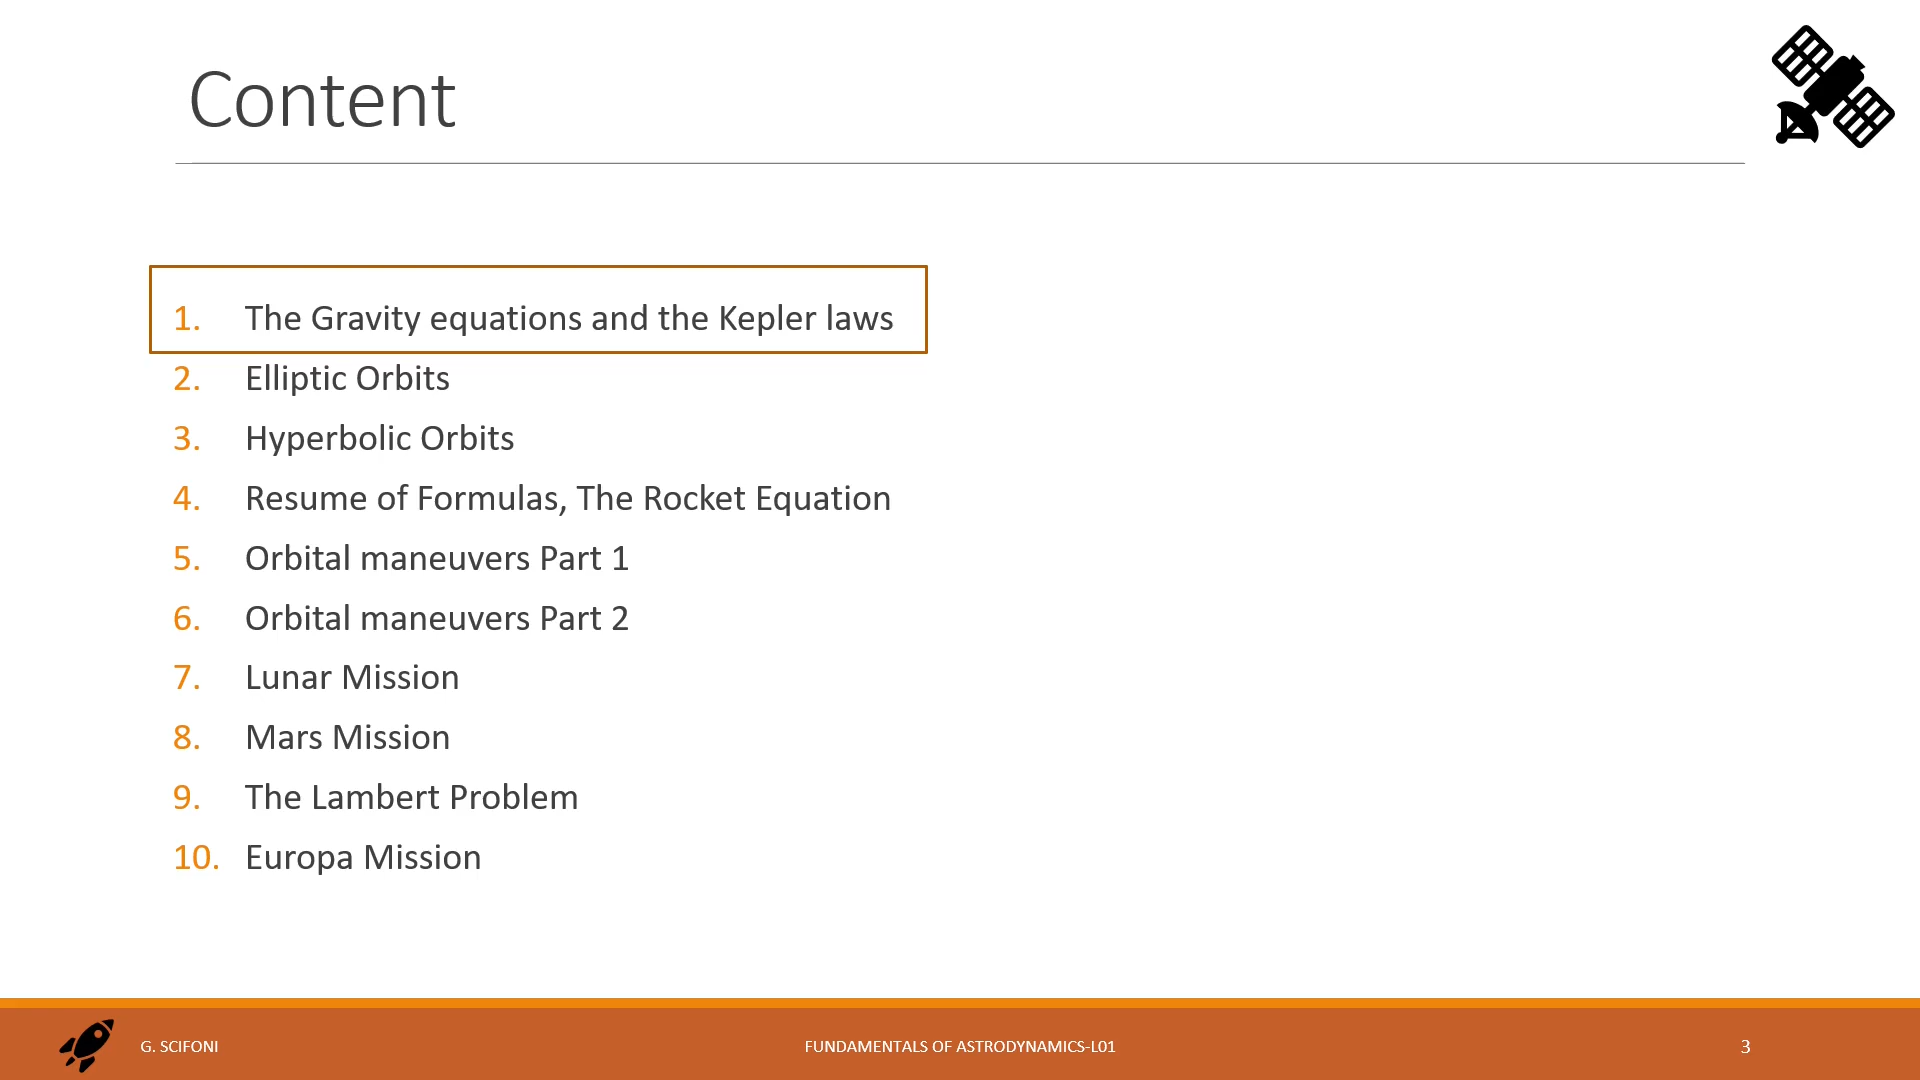 Content
1. The Gravity equations and the Kepler laws
2. Elliptic Orbits
3. Hyperbolic Orbits
4. Resume of Formulas, The Rocket Equation
5. Orbital maneuvers Part 1
6. Orbital maneuvers Part 2
7. Lunar Mission
8. Mars Mission
9. The Lambert Problem
10. Europa Mission
G. SCIFONI
FUNDAMENTALS OF ASTRODYNAMICS-L01
3